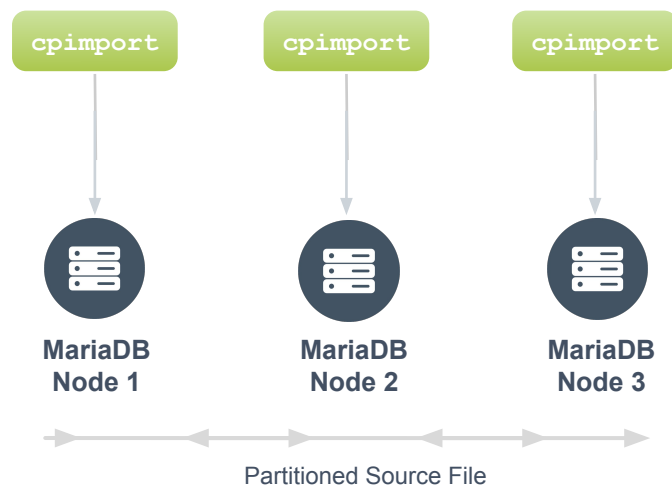 cpimport cpimport cpimport
MariaDB MariaDB MariaDB
Node 1 Node 2 Node 3
Partitioned Source File